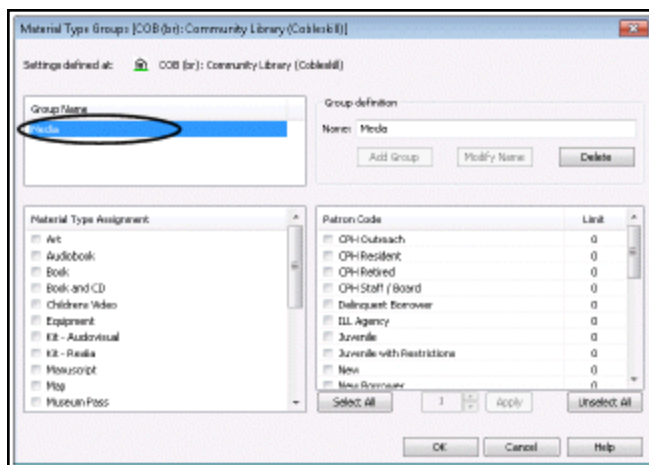 Material Type Groups [COB (br): Community Library (Cobleskill)]
Settings defined at: COB (br): Community Library (Cobleskill)
Group Name
Media
Group definition
Name: Media
Add Group Modify Name Delete
Material Type Assignment
Art
Audiobook
Book
Book and CD
Childrens Video
Equipment
Kit - Audiovisual
Kit - Realia
Manuscript
Map
Museum Pass
Patron Code Limit
CPH Outreach 0
CPH Resident 0
CPH Retired 0
CPH Staff / Board 0
Delinquent Borrower 0
ILL Agency 0
Juvenile 0
Juvenile with Restrictions 0
New 0
New Borrower 0
Select All 1 Apply Unselect All
OK Cancel Help